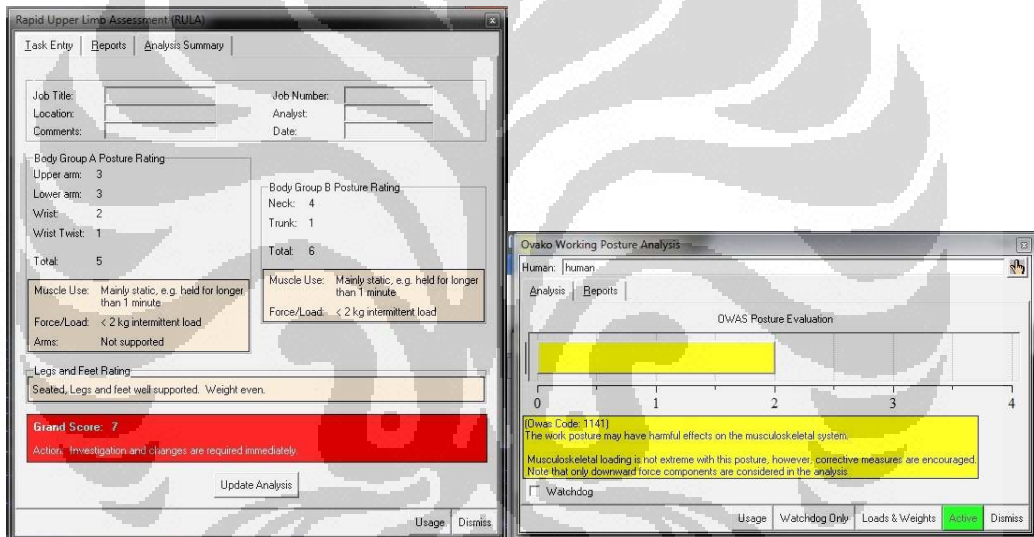 Rapid Upper Limb Assessment (RULA)
Task Entry Reports Analysis Summary
Job Title: Job Number:
Location: Analyst:
Comments: Date:
Body Group A Posture Rating
Upper arm: 3
Lower arm: 3
Wrist: 2
Wrist Twist: 1
Total: 5
Muscle Use: Mainly static, e.g. held for longer
than 1 minute
Force/Load: < 2 kg intermittent load
Arms: Not supported
Body Group B Posture Rating
Neck: 4
Trunk: 1
Total: 6
Muscle Use: Mainly static, e.g. held for longer
than 1 minute
Force/Load: < 2 kg intermittent load
Legs and Feet Rating
Seated, Legs and feet well supported. Weight even.
Grand Score: 7
Action: Investigation and changes are required immediately.
Update Analysis
Usage Dismiss
Ovako Working Posture Analysis
Human: human
Analysis Reports
OWAS Posture Evaluation
0 1 2 3 4
(Owas Code: 1141)
The work posture may have harmful effects on the musculoskeletal system.
Musculoskeletal loading is not extreme with this posture, however, corrective measures are encouraged.
Note that only downward force components are considered in the analysis
Watchdog
Usage Watchdog Only Loads & Weights Active Dismiss